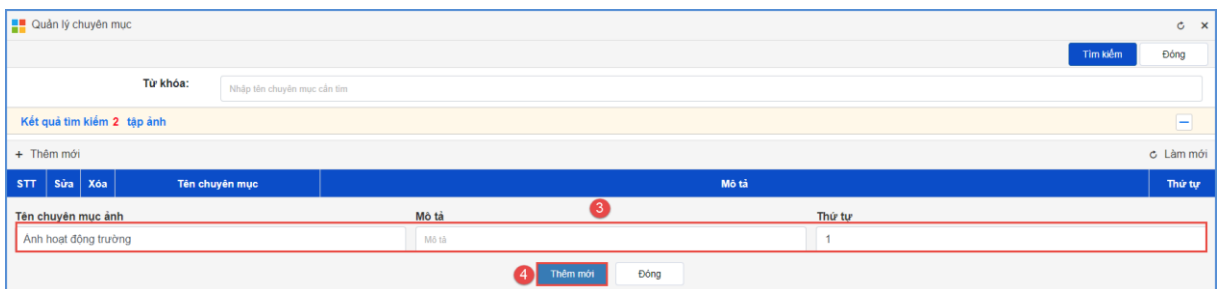 Quản lý chuyên mục
Tìm kiếm Đóng
Từ khóa: Nhập tên chuyên mục cần tìm
Kết quả tìm kiếm 2 tập ảnh
+ Thêm mới Làm mới
STT Sửa Xóa Tên chuyên mục Mô tả Thứ tự
3
Tên chuyên mục ảnh Mô tả Thứ tự
Anh hoạt động trường Mô tả 1
4 Thêm mới Đóng